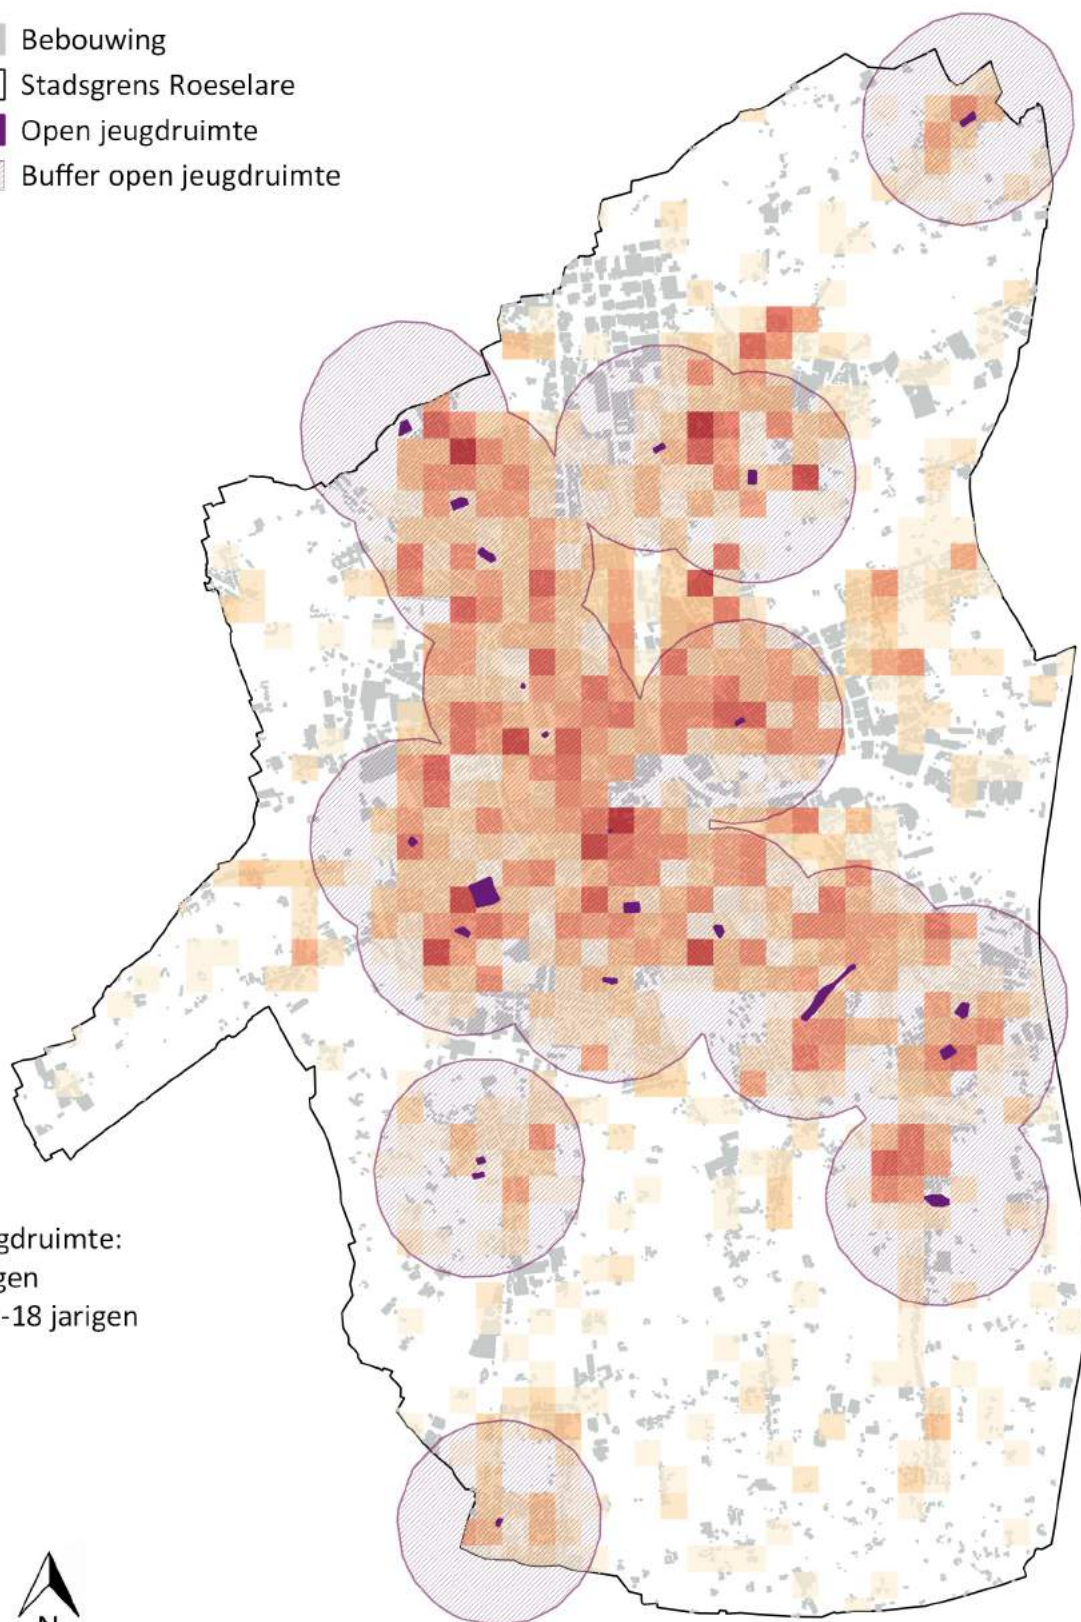 Bebouwing
Stadsgrens Roeselare
Open jeugdruimte
Buffer open jeugdruimte
gdruimte:
gen
-18 jarigen
N